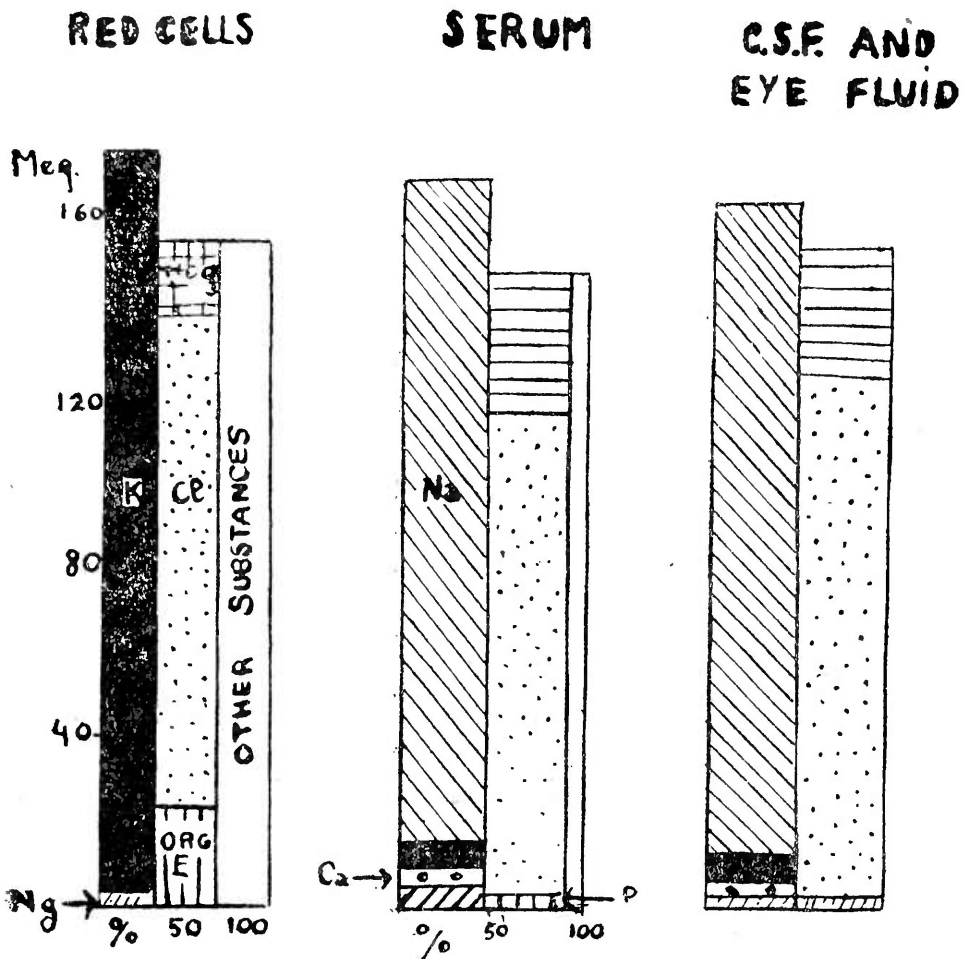 RED CELLS
SERUM
C.S.F. AND
EYE FLUID
Meq.
160
120
80
40
K
Cl
OTHER SUBSTANCES
ORG
E
Ng
% 50 100
Na
Ca
P
% 50 100